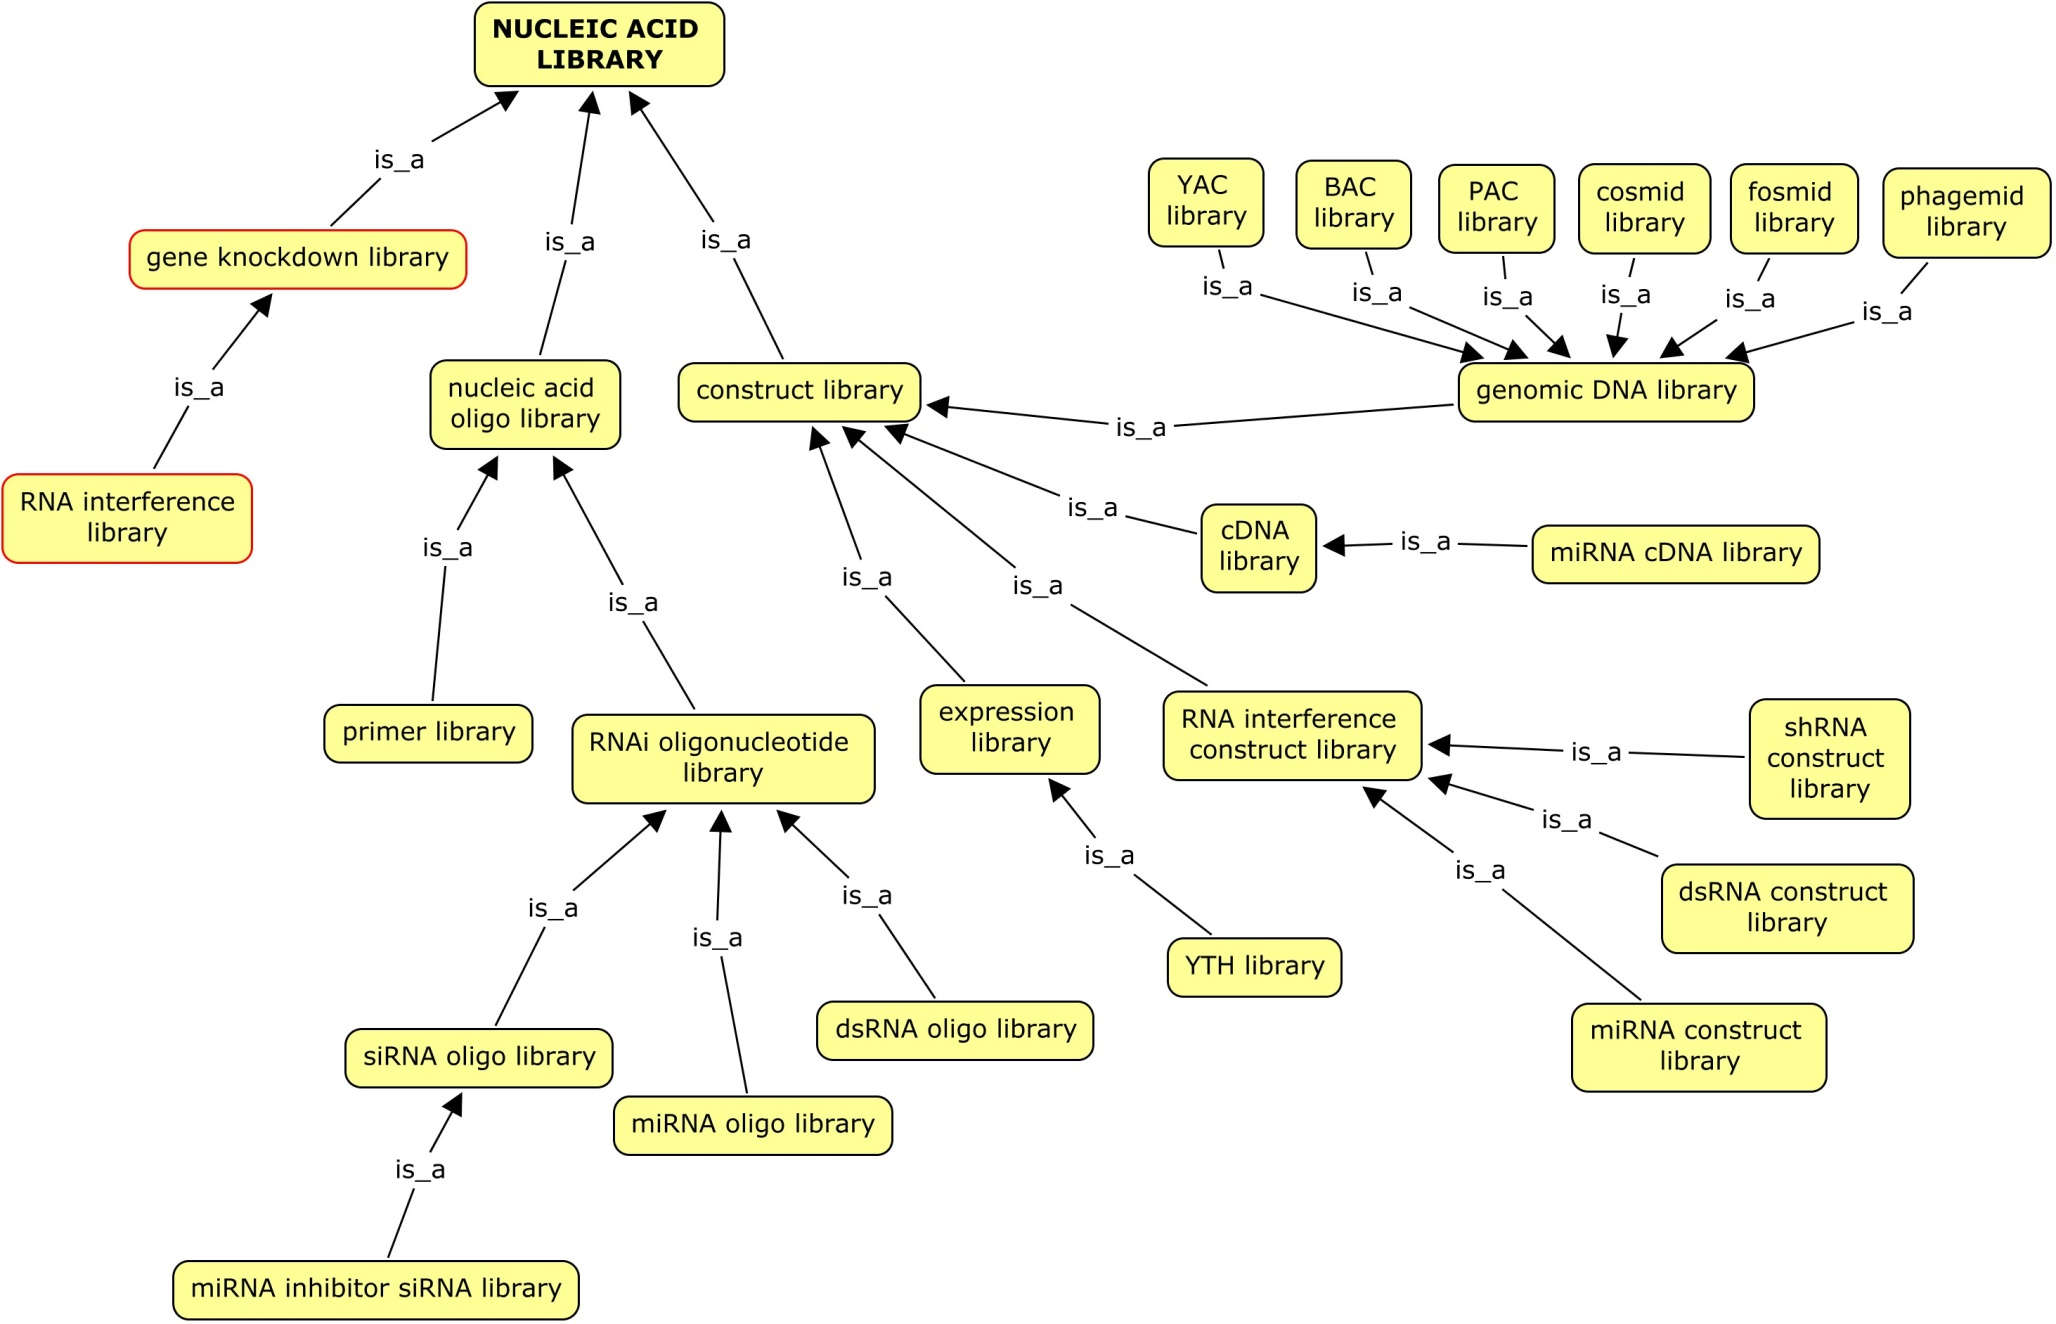 NUCLEIC ACID
LIBRARY
is_a
is_a
is_a
gene knockdown library
is_a
RNA interference
library
nucleic acid
oligo library
construct library
YAC
library
BAC
library
PAC
library
cosmid
library
fosmid
library
phagemid
library
is_a
is_a
is_a
is_a
is_a
is_a
genomic DNA library
is_a
is_a
cDNA
library
is_a
miRNA cDNA library
is_a
is_a
is_a
is_a
primer library
RNAi oligonucleotide
library
expression
library
RNA interference
construct library
is_a
shRNA
construct
library
is_a
dsRNA construct
library
is_a
miRNA construct
library
is_a
YTH library
is_a
is_a
is_a
siRNA oligo library
miRNA oligo library
dsRNA oligo library
is_a
miRNA inhibitor siRNA library